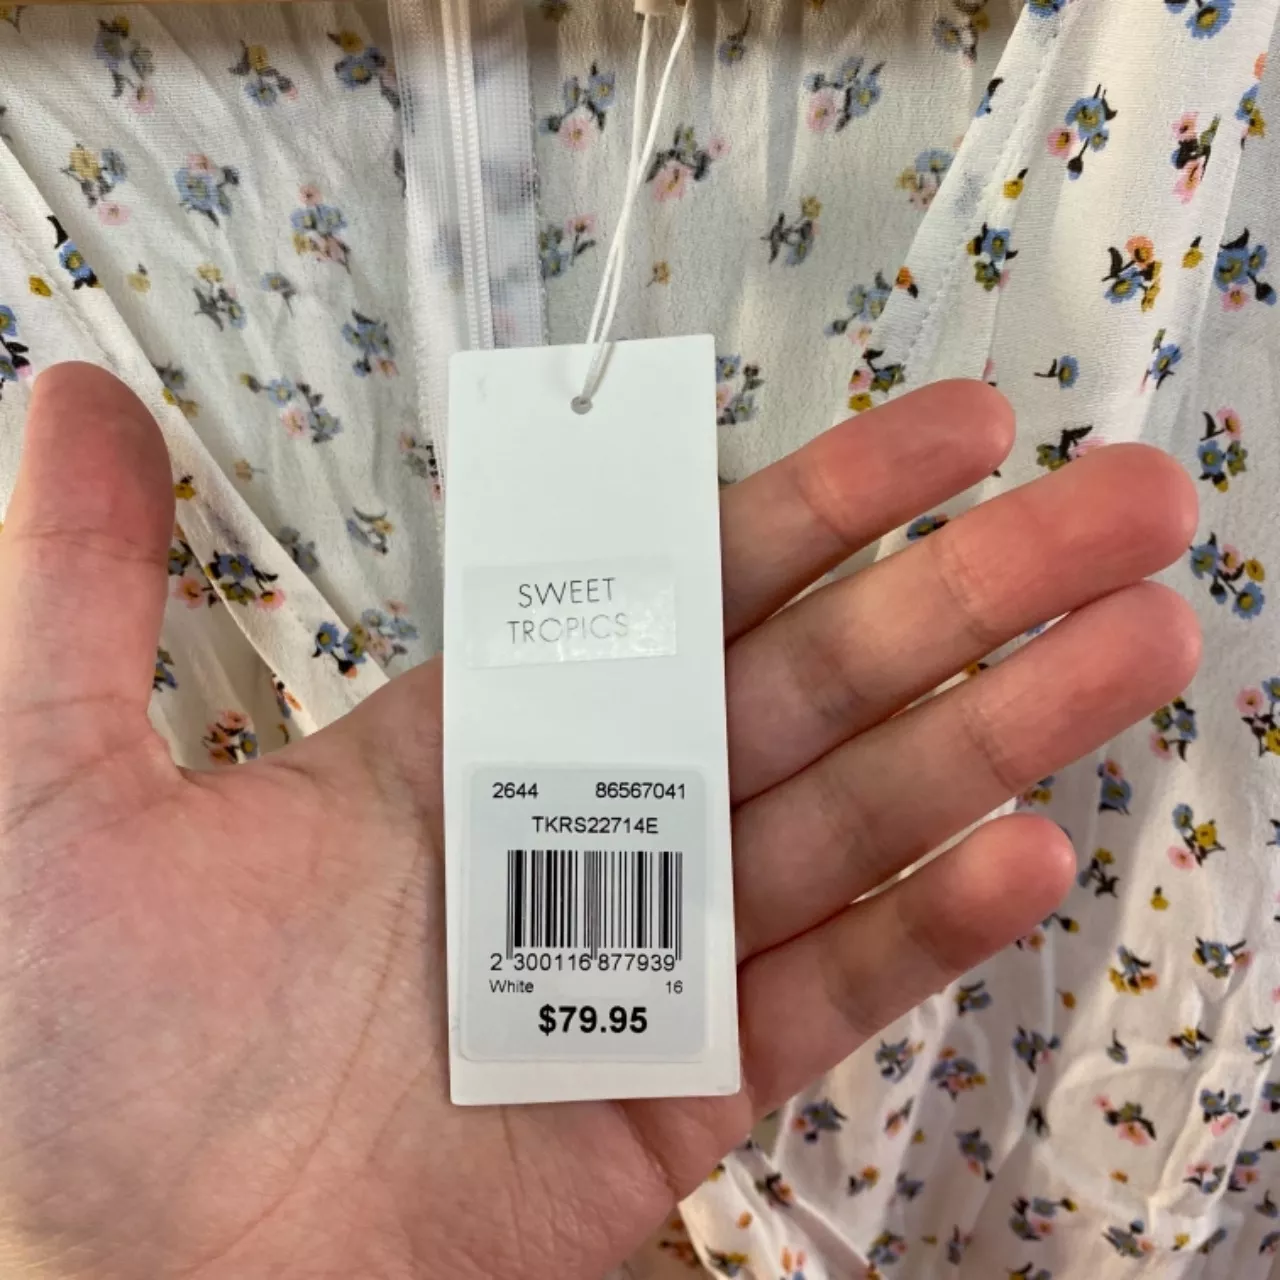 SWEET
TROPICS
2644 86567041
TKRS22714E
2 300116 877939
White 16
$79.95